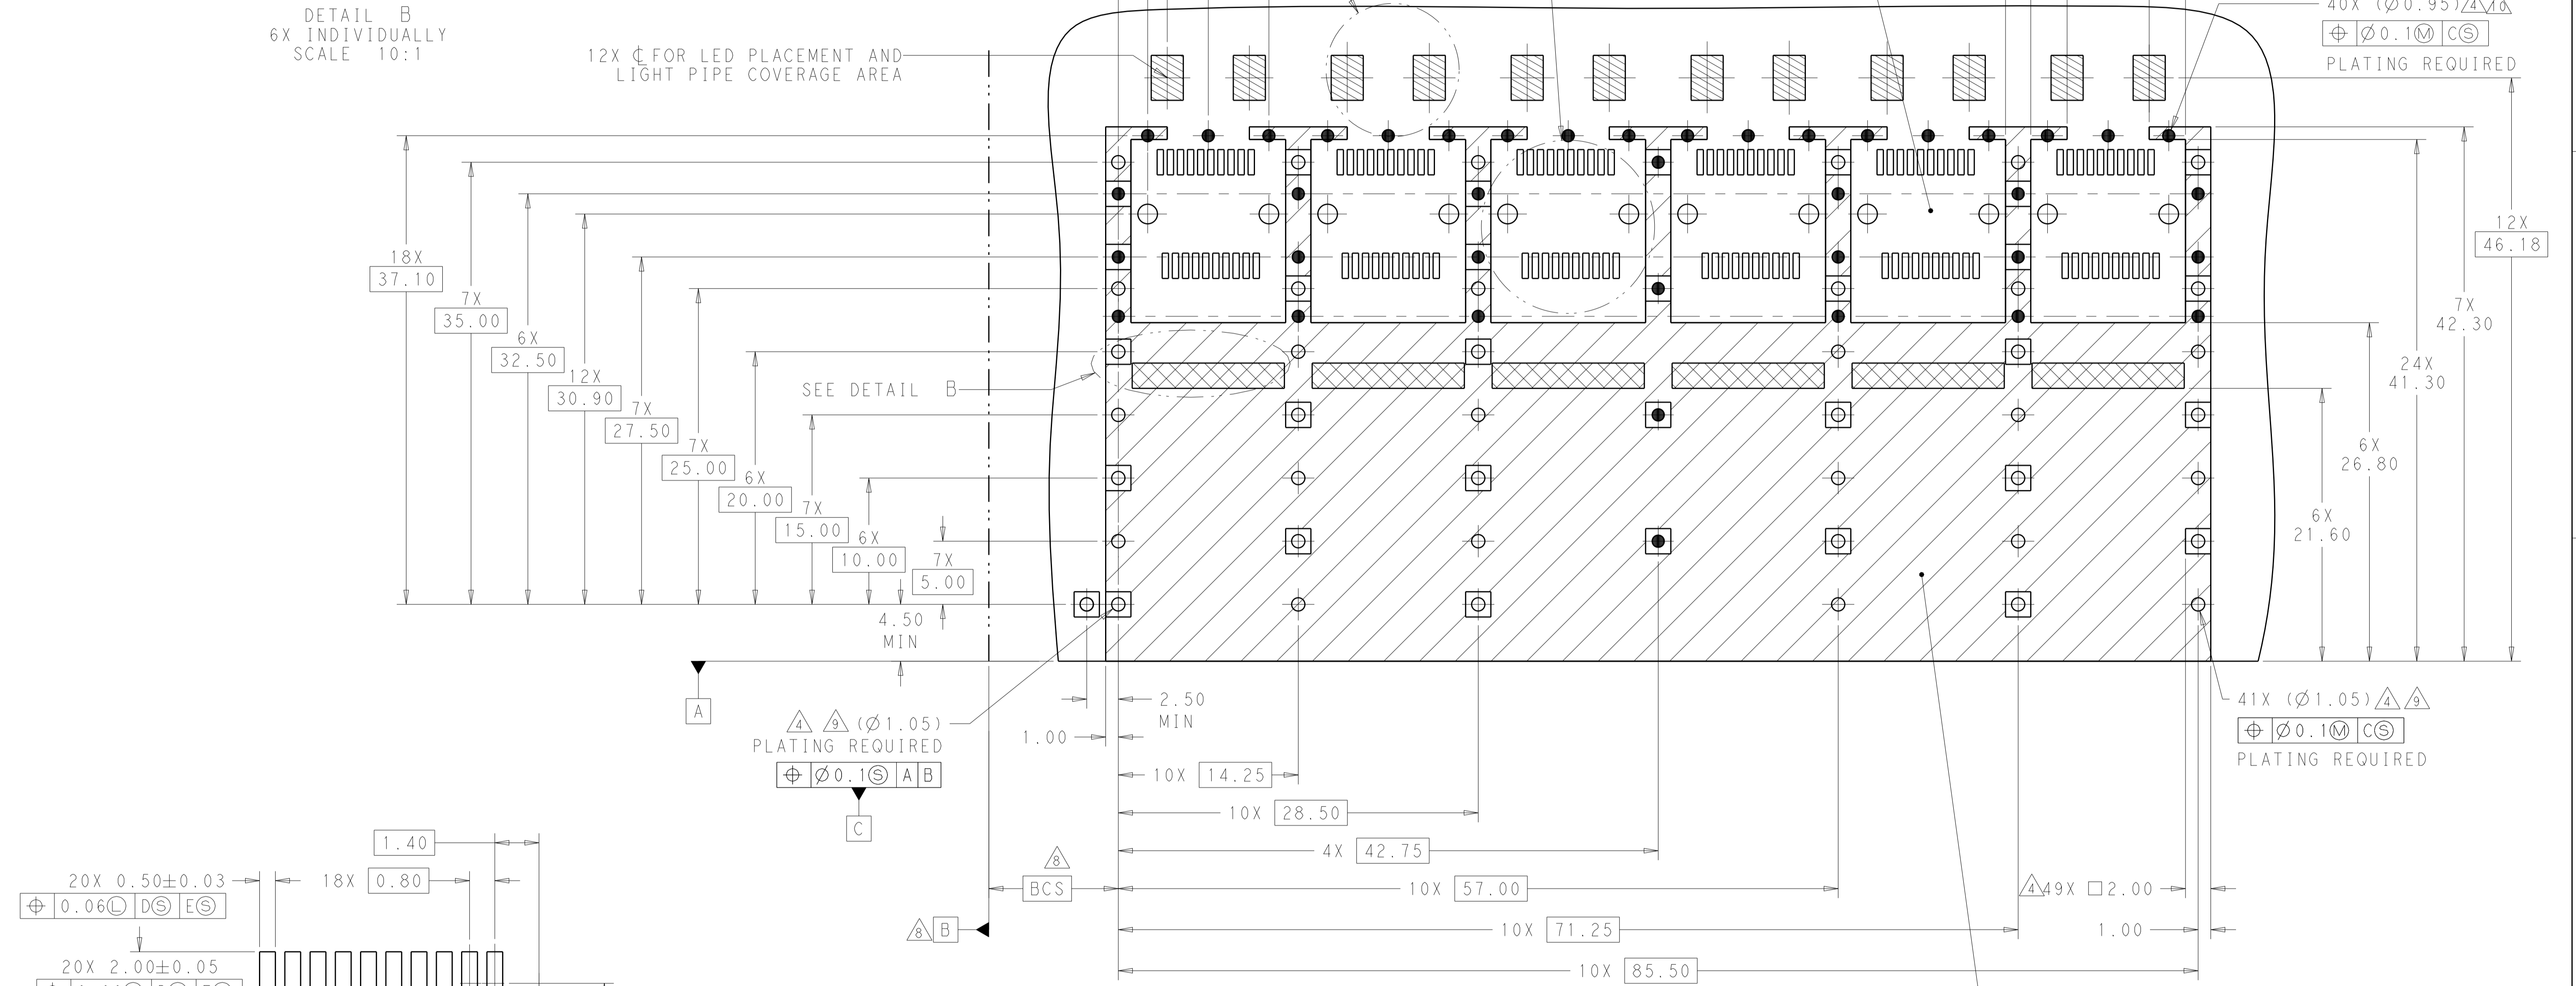 DETAIL B
6X INDIVIDUALLY
SCALE 10:1
12X ℄ FOR LED PLACEMENT AND
LIGHT PIPE COVERAGE AREA
40X (Ø0.95) 4 10
⌖ Ø0.1Ⓜ CⓈ
PLATING REQUIRED
18X
37.10
7X
35.00
6X
32.50
12X
30.90
7X
27.50
7X
25.00
6X
20.00
7X
15.00
6X
10.00
7X
5.00
4.50
MIN
SEE DETAIL B
12X
46.18
7X
42.30
24X
41.30
6X
26.80
6X
21.60
A
4 9 (Ø1.05)
PLATING REQUIRED
⌖ Ø0.1Ⓢ A B
C
2.50
MIN
1.00
10X 14.25
10X 28.50
4X 42.75
8
BCS
10X 57.00
8 B
10X 71.25
10X 85.50
4 49X □2.00
1.00
41X (Ø1.05) 4 9
⌖ Ø0.1Ⓜ CⓈ
PLATING REQUIRED
1.40
20X 0.50±0.03
18X 0.80
⌖ 0.06Ⓛ DⓈ EⓈ
20X 2.00±0.05